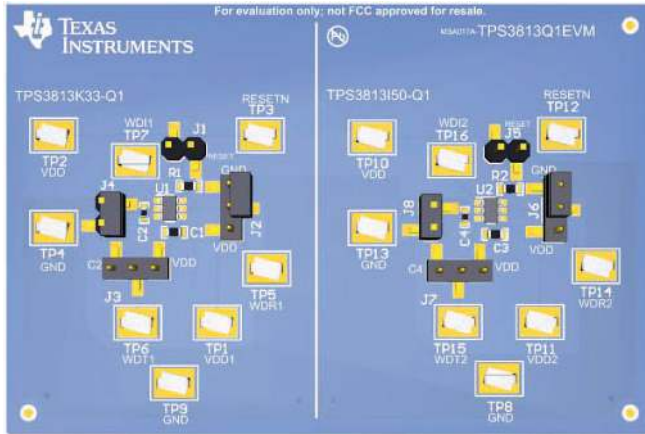 For evaluation only; not FCC approved for resale.
TEXAS
INSTRUMENTS
MSA017A-TPS3813Q1EVM
TPS3813K33-Q1
RESETN
TP3
WDI1
TP7
J1
TP2
VDD
RESET
R1
GND
J4
U1
TP4
GND
C2
C1
J2
VDD
C2
VDD
J3
TP5
WDR1
TP6
WDT1
TP1
VDD1
TP9
GND
TPS3813I50-Q1
RESETN
TP12
WDI2
TP16
RESET
J5
TP10
VDD
R2
GND
J8
U2
J6
TP13
GND
C4
C3
VDD
C4
VDD
J7
TP14
WDR2
TP15
WDT2
TP11
VDD2
TP8
GND